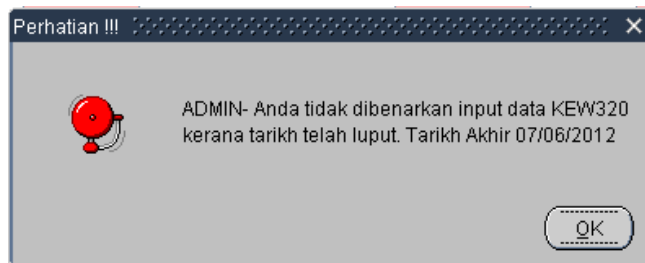 Perhatian !!!
ADMIN- Anda tidak dibenarkan input data KEW320
kerana tarikh telah luput. Tarikh Akhir 07/06/2012
OK